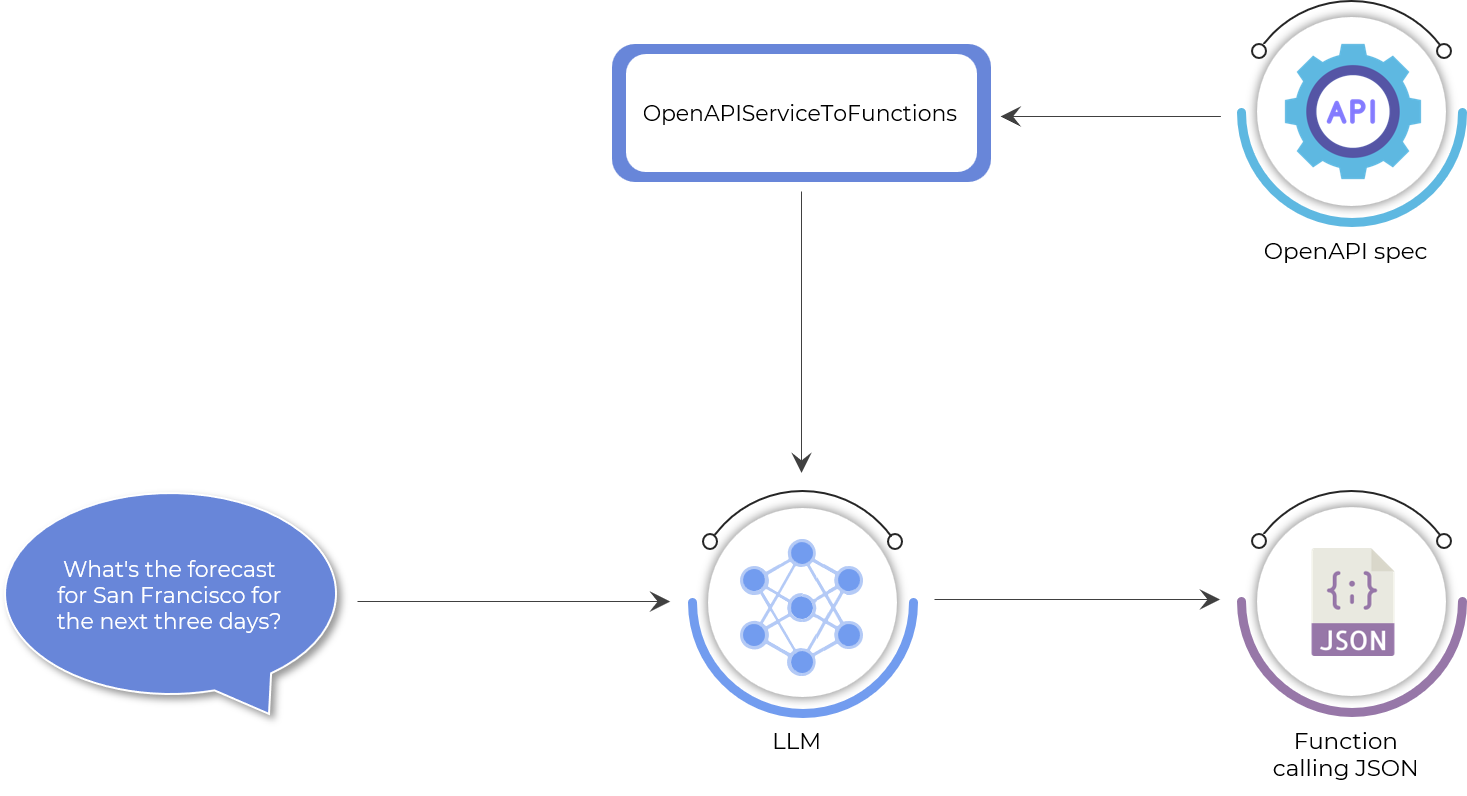 OpenAPIServiceToFunctions
API
OpenAPI spec
What's the forecast
for San Francisco for
the next three days?
LLM
{;}
JSON
Function
calling JSON